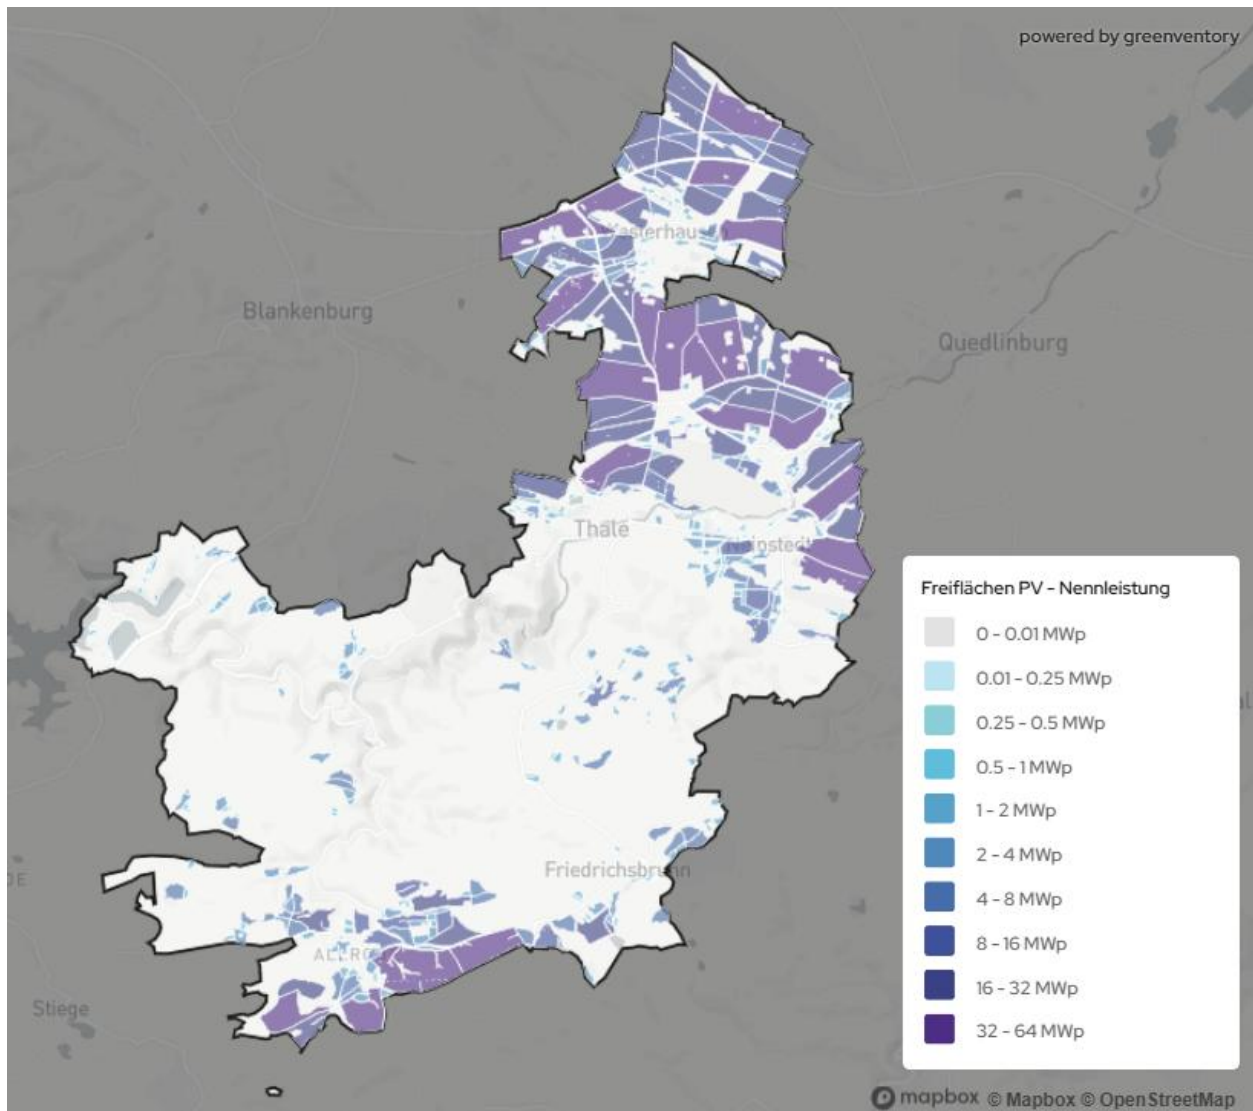 powered by greenventory
Westerhausen
Blankenburg
Quedlinburg
Thale
Neinstedt
Freiflächen PV - Nennleistung
0 - 0.01 MWp
0.01 - 0.25 MWp
0.25 - 0.5 MWp
0.5 - 1 MWp
1 - 2 MWp
2 - 4 MWp
4 - 8 MWp
8 - 16 MWp
16 - 32 MWp
32 - 64 MWp
Friedrichsbrunn
Stiege
mapbox © Mapbox © OpenStreetMap